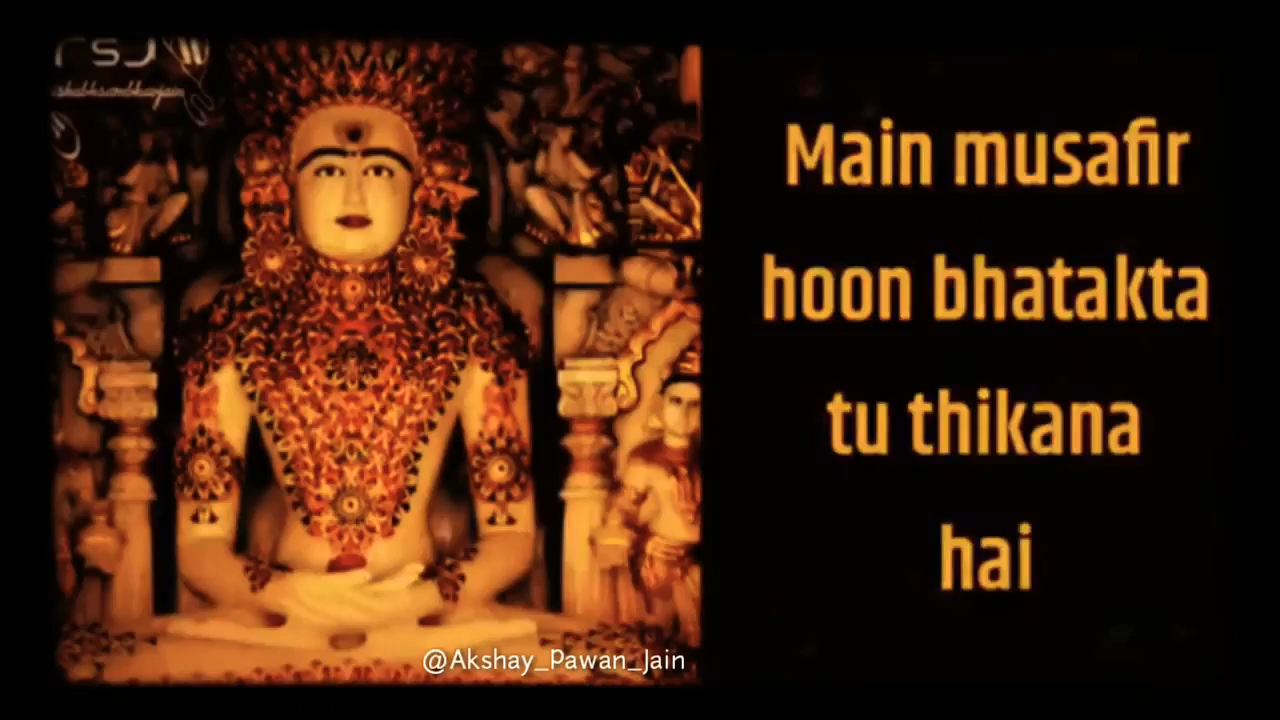 Main musafir
hoon bhatakta
tu thikana
hai
@Akshay_Pawan_Jain